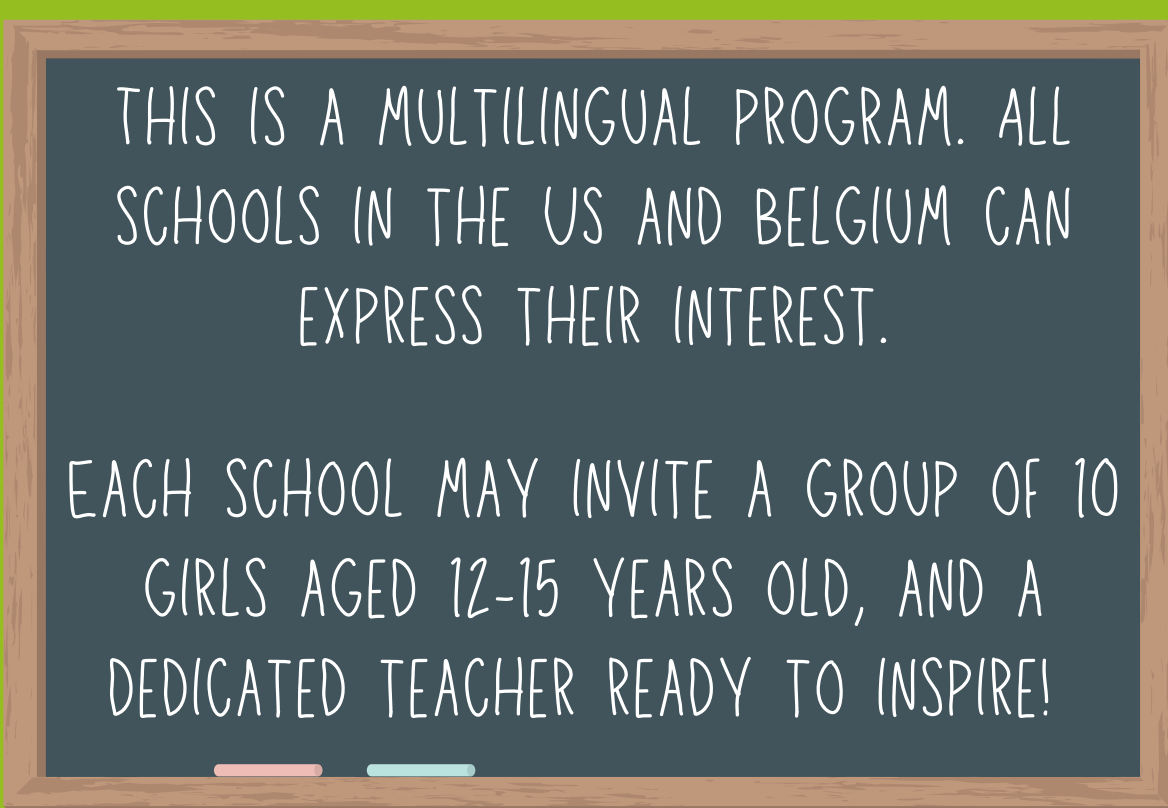 THIS IS A MULTILINGUAL PROGRAM. ALL
SCHOOLS IN THE US AND BELGIUM CAN
EXPRESS THEIR INTEREST.
EACH SCHOOL MAY INVITE A GROUP OF 10
GIRLS AGED 12-15 YEARS OLD, AND A
DEDICATED TEACHER READY TO INSPIRE!